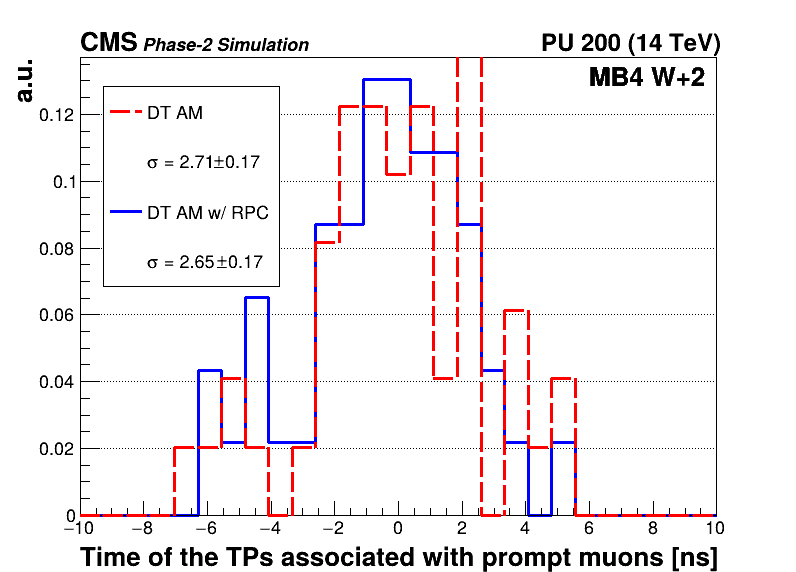 CMS Phase-2 Simulation PU 200 (14 TeV)
a.u.
MB4 W+2
DT AM
σ = 2.71±0.17
DT AM w/ RPC
σ = 2.65±0.17
0.12
0.1
0.08
0.06
0.04
0.02
0
−10 −8 −6 −4 −2 0 2 4 6 8 10
Time of the TPs associated with prompt muons [ns]